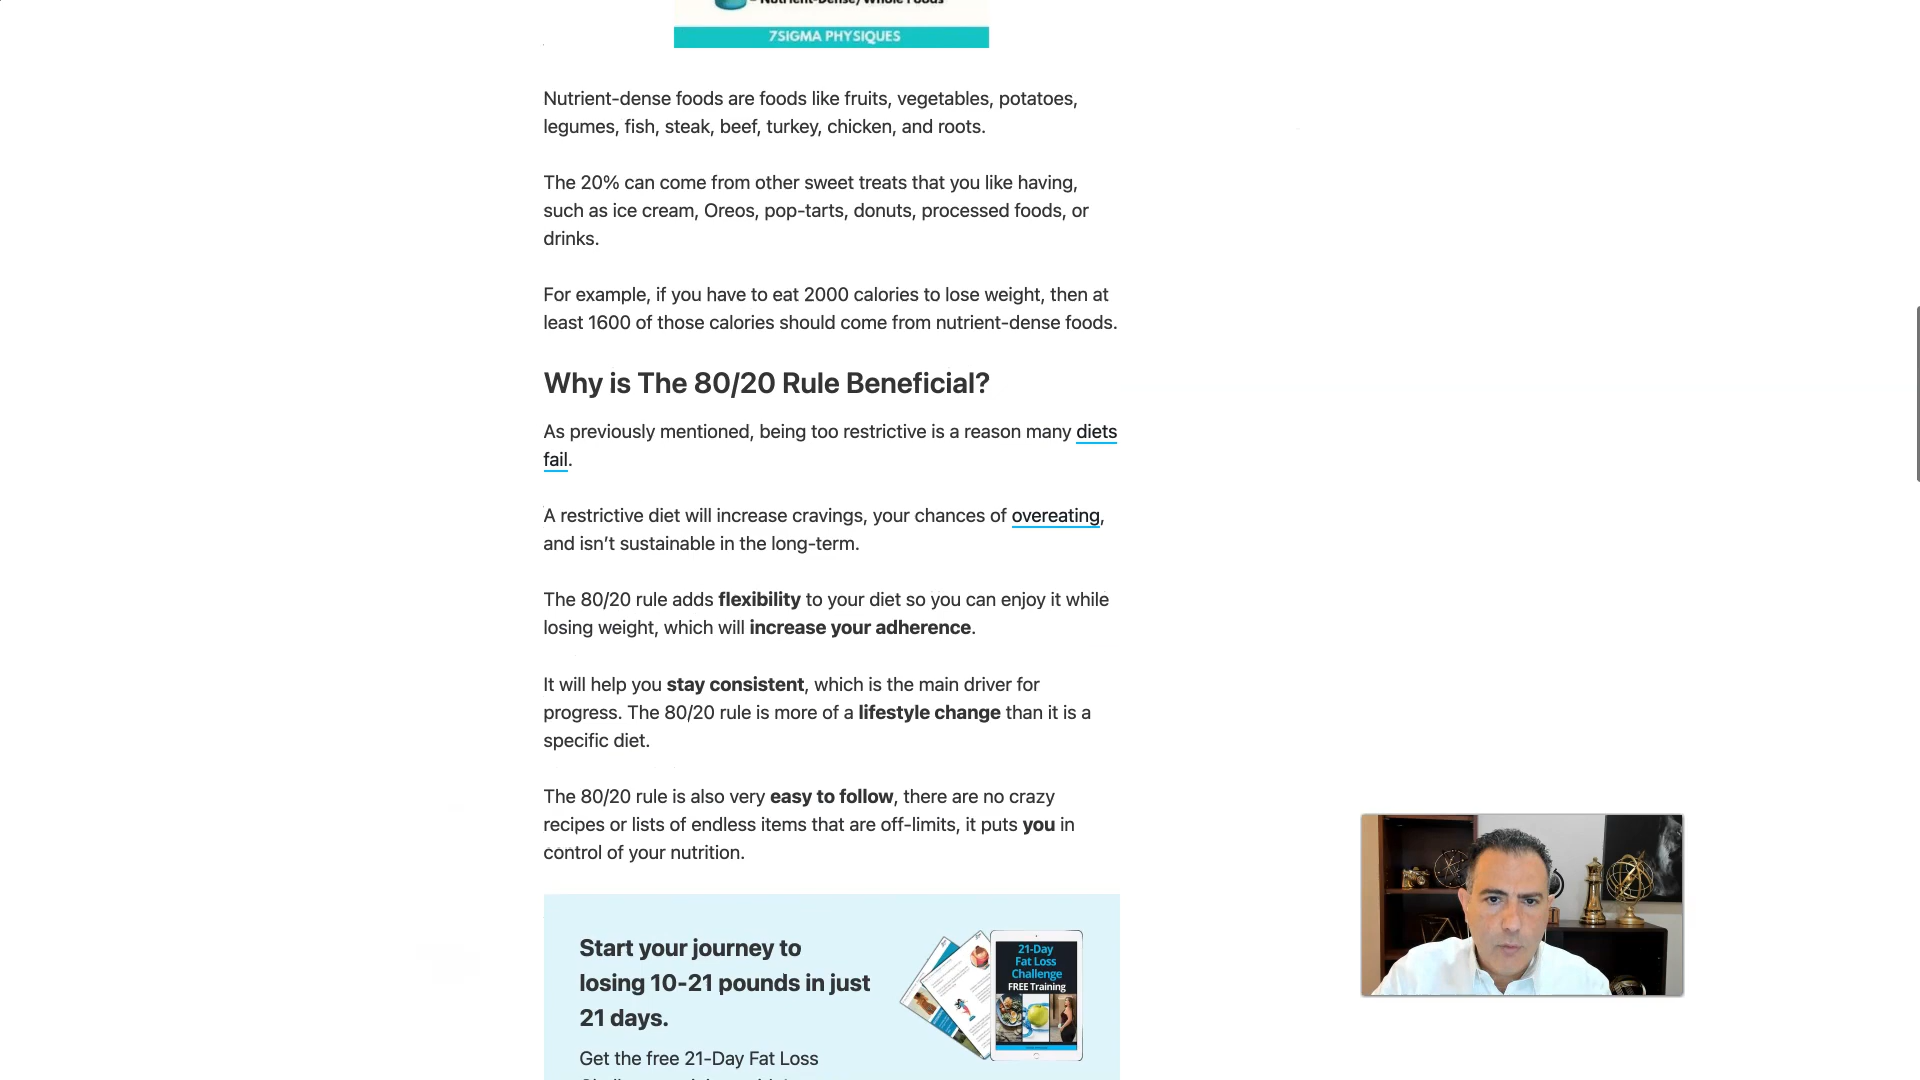 Nutrient-Dense/Whole Foods
7SIGMA PHYSIQUES
Nutrient-dense foods are foods like fruits, vegetables, potatoes,
legumes, fish, steak, beef, turkey, chicken, and roots.
The 20% can come from other sweet treats that you like having,
such as ice cream, Oreos, pop-tarts, donuts, processed foods, or
drinks.
For example, if you have to eat 2000 calories to lose weight, then at
least 1600 of those calories should come from nutrient-dense foods.
Why is The 80/20 Rule Beneficial?
As previously mentioned, being too restrictive is a reason many diets
fail.
A restrictive diet will increase cravings, your chances of overeating,
and isn’t sustainable in the long-term.
The 80/20 rule adds flexibility to your diet so you can enjoy it while
losing weight, which will increase your adherence.
It will help you stay consistent, which is the main driver for
progress. The 80/20 rule is more of a lifestyle change than it is a
specific diet.
The 80/20 rule is also very easy to follow, there are no crazy
recipes or lists of endless items that are off-limits, it puts you in
control of your nutrition.
Start your journey to
losing 10-21 pounds in just
21 days.
Get the free 21-Day Fat Loss
21-Day
Fat Loss
Challenge
FREE Training